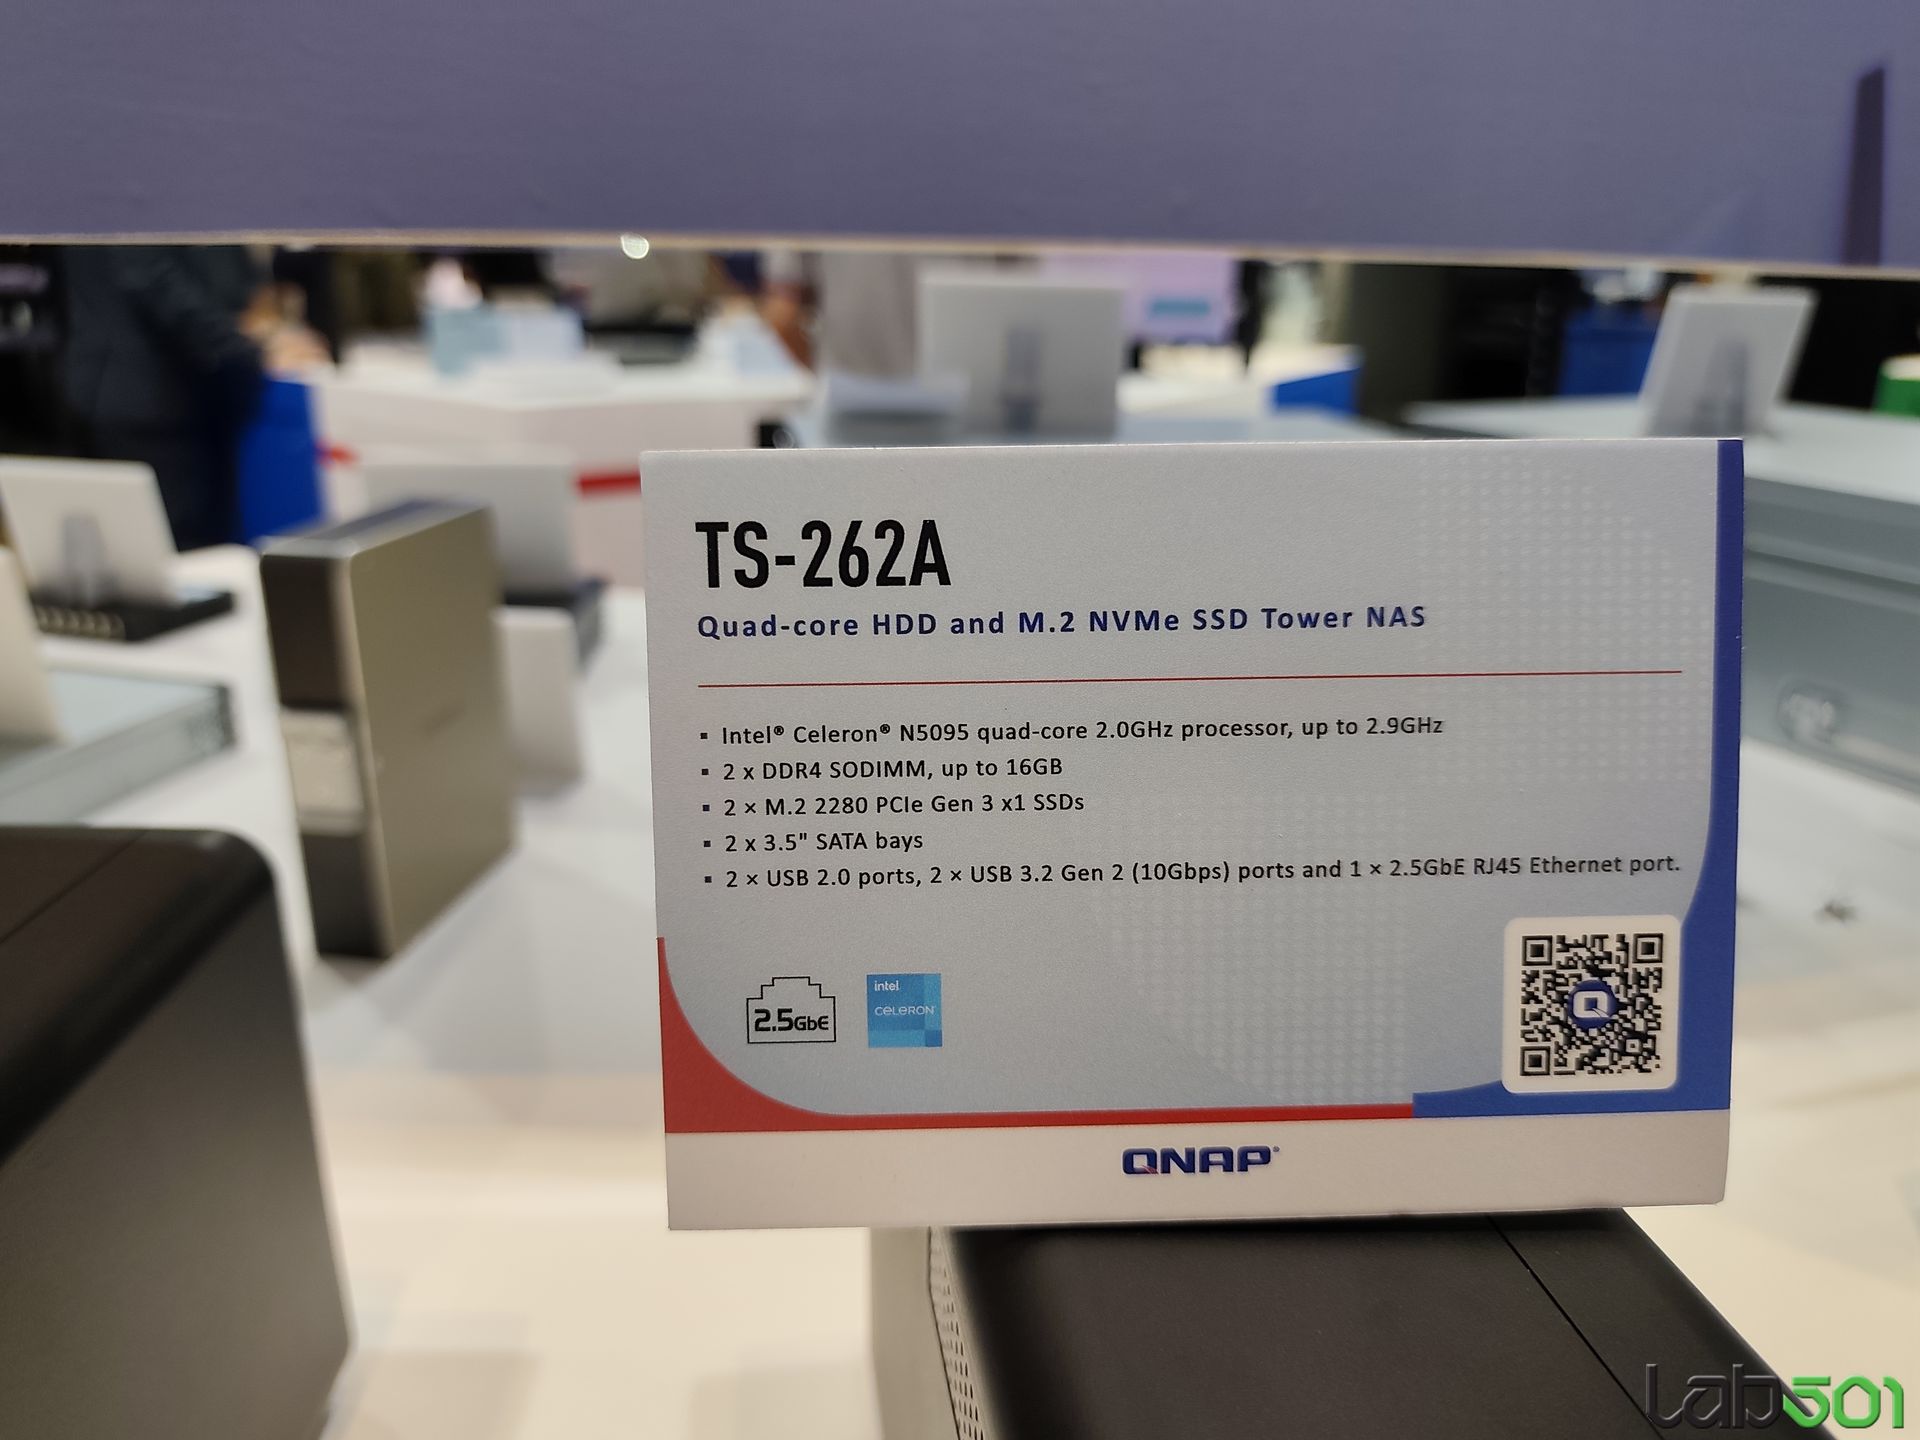 TS-262A
Quad-core HDD and M.2 NVMe SSD Tower NAS
▪ Intel® Celeron® N5095 quad-core 2.0GHz processor, up to 2.9GHz
▪ 2 x DDR4 SODIMM, up to 16GB
▪ 2 × M.2 2280 PCIe Gen 3 x1 SSDs
▪ 2 x 3.5" SATA bays
▪ 2 × USB 2.0 ports, 2 × USB 3.2 Gen 2 (10Gbps) ports and 1 × 2.5GbE RJ45 Ethernet port.
2.5GbE
intel
CELERON
QNAP®
Lab501